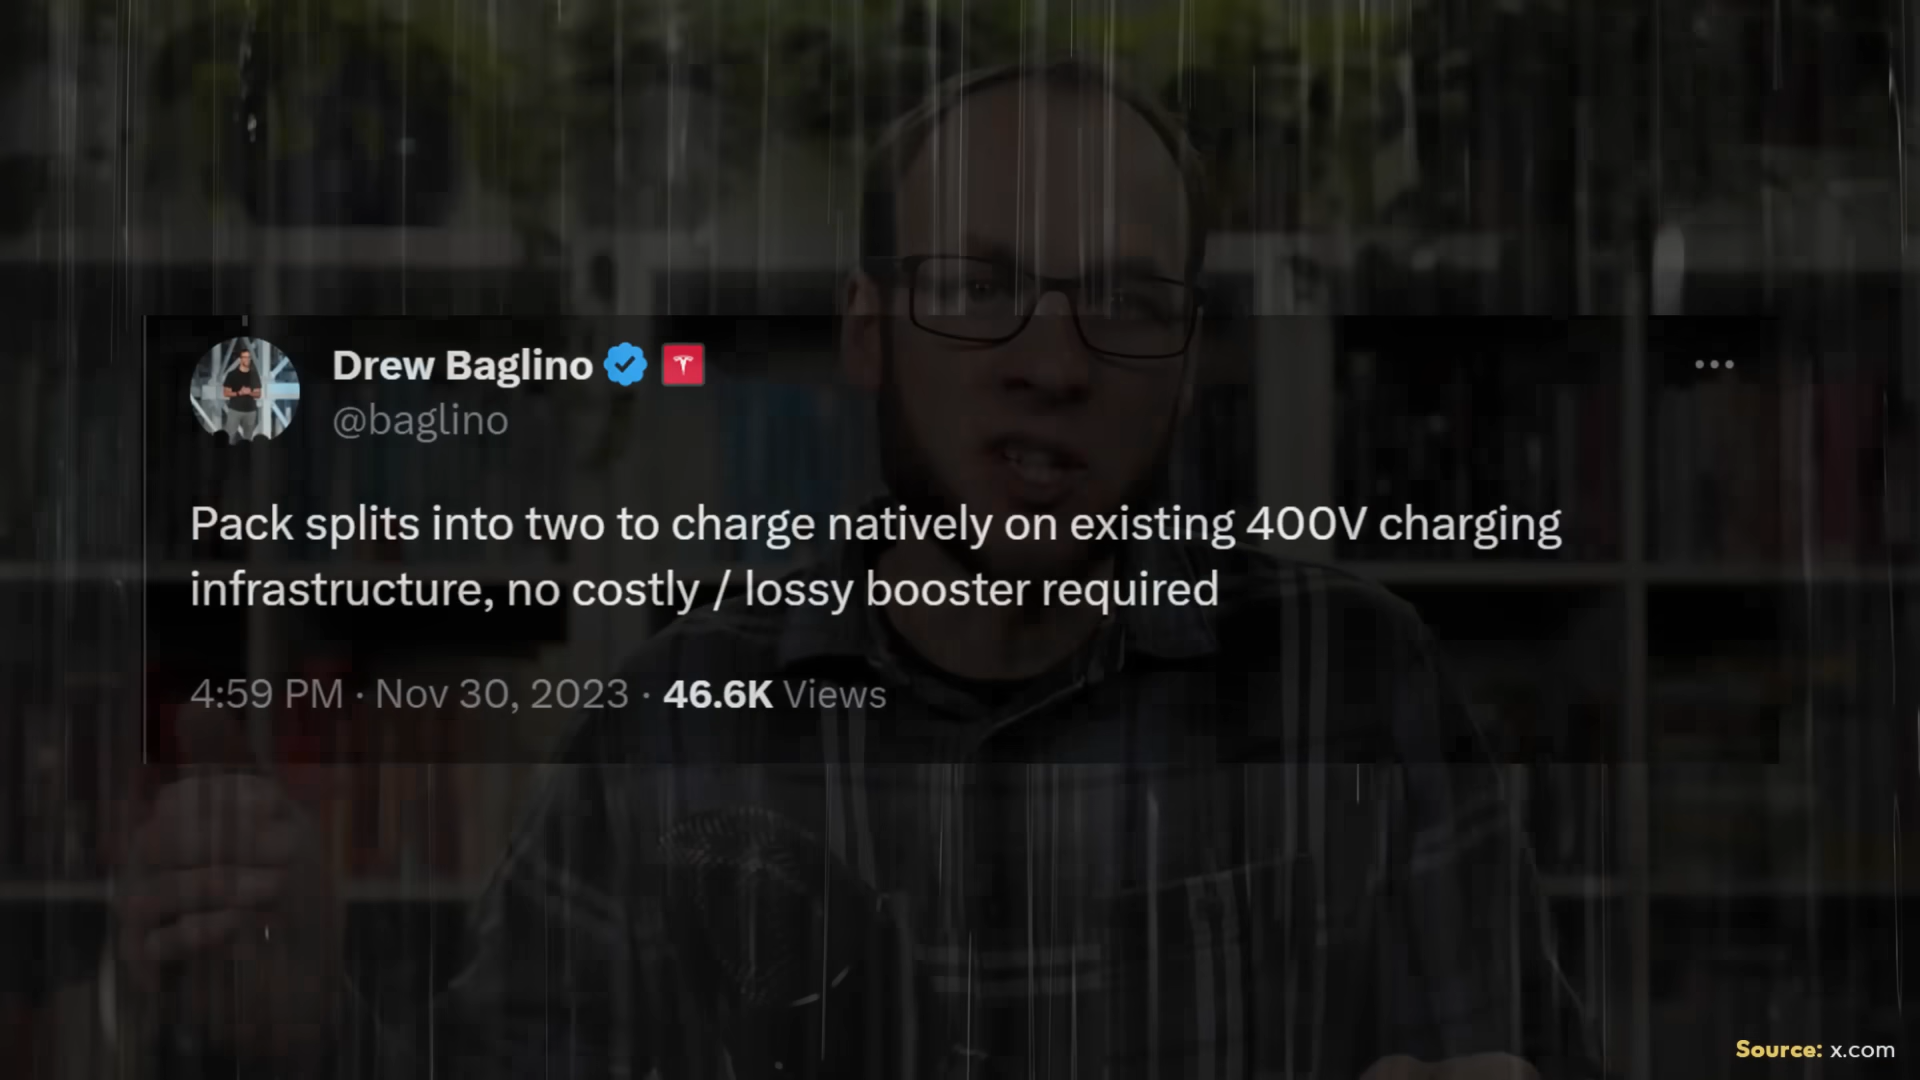 Drew Baglino
@baglino
Pack splits into two to charge natively on existing 400V charging
infrastructure, no costly / lossy booster required
4:59 PM · Nov 30, 2023 · 46.6K Views
Source: x.com